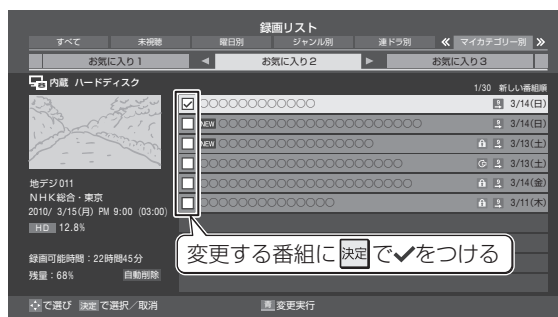 録画リスト
すべて 未視聴 曜日別 ジャンル別 連ドラ別 ≪ マイカテゴリー別 ≫
お気に入り1 ◀ お気に入り2 ▶ お気に入り3
内蔵 ハードディスク
1/30 新しい番組順
○○○○○○○○○○○○ 3/14(日)
NEW ○○○○○○○○○○○○○○○○○○○○○○○ 3/14(日)
NEW ○○○○○○○○○○○○○○○○○○ 3/13(土)
○○○○○○○○○○○○○○○○○○○○○ G 3/13(土)
○○○○○○○○○○○○○○○○○○○○○○ 3/14(金)
○○○○○○○○○○○○○○ 3/11(木)
地デジ011
NHK総合・東京
2010/ 3/15(月) PM 9:00 (03:00)
HD 12.8%
変更する番組に 決定 で✔をつける
録画可能時間：22時間45分
残量：68% 自動削除
で選び 決定 で選択／取消 青 変更実行